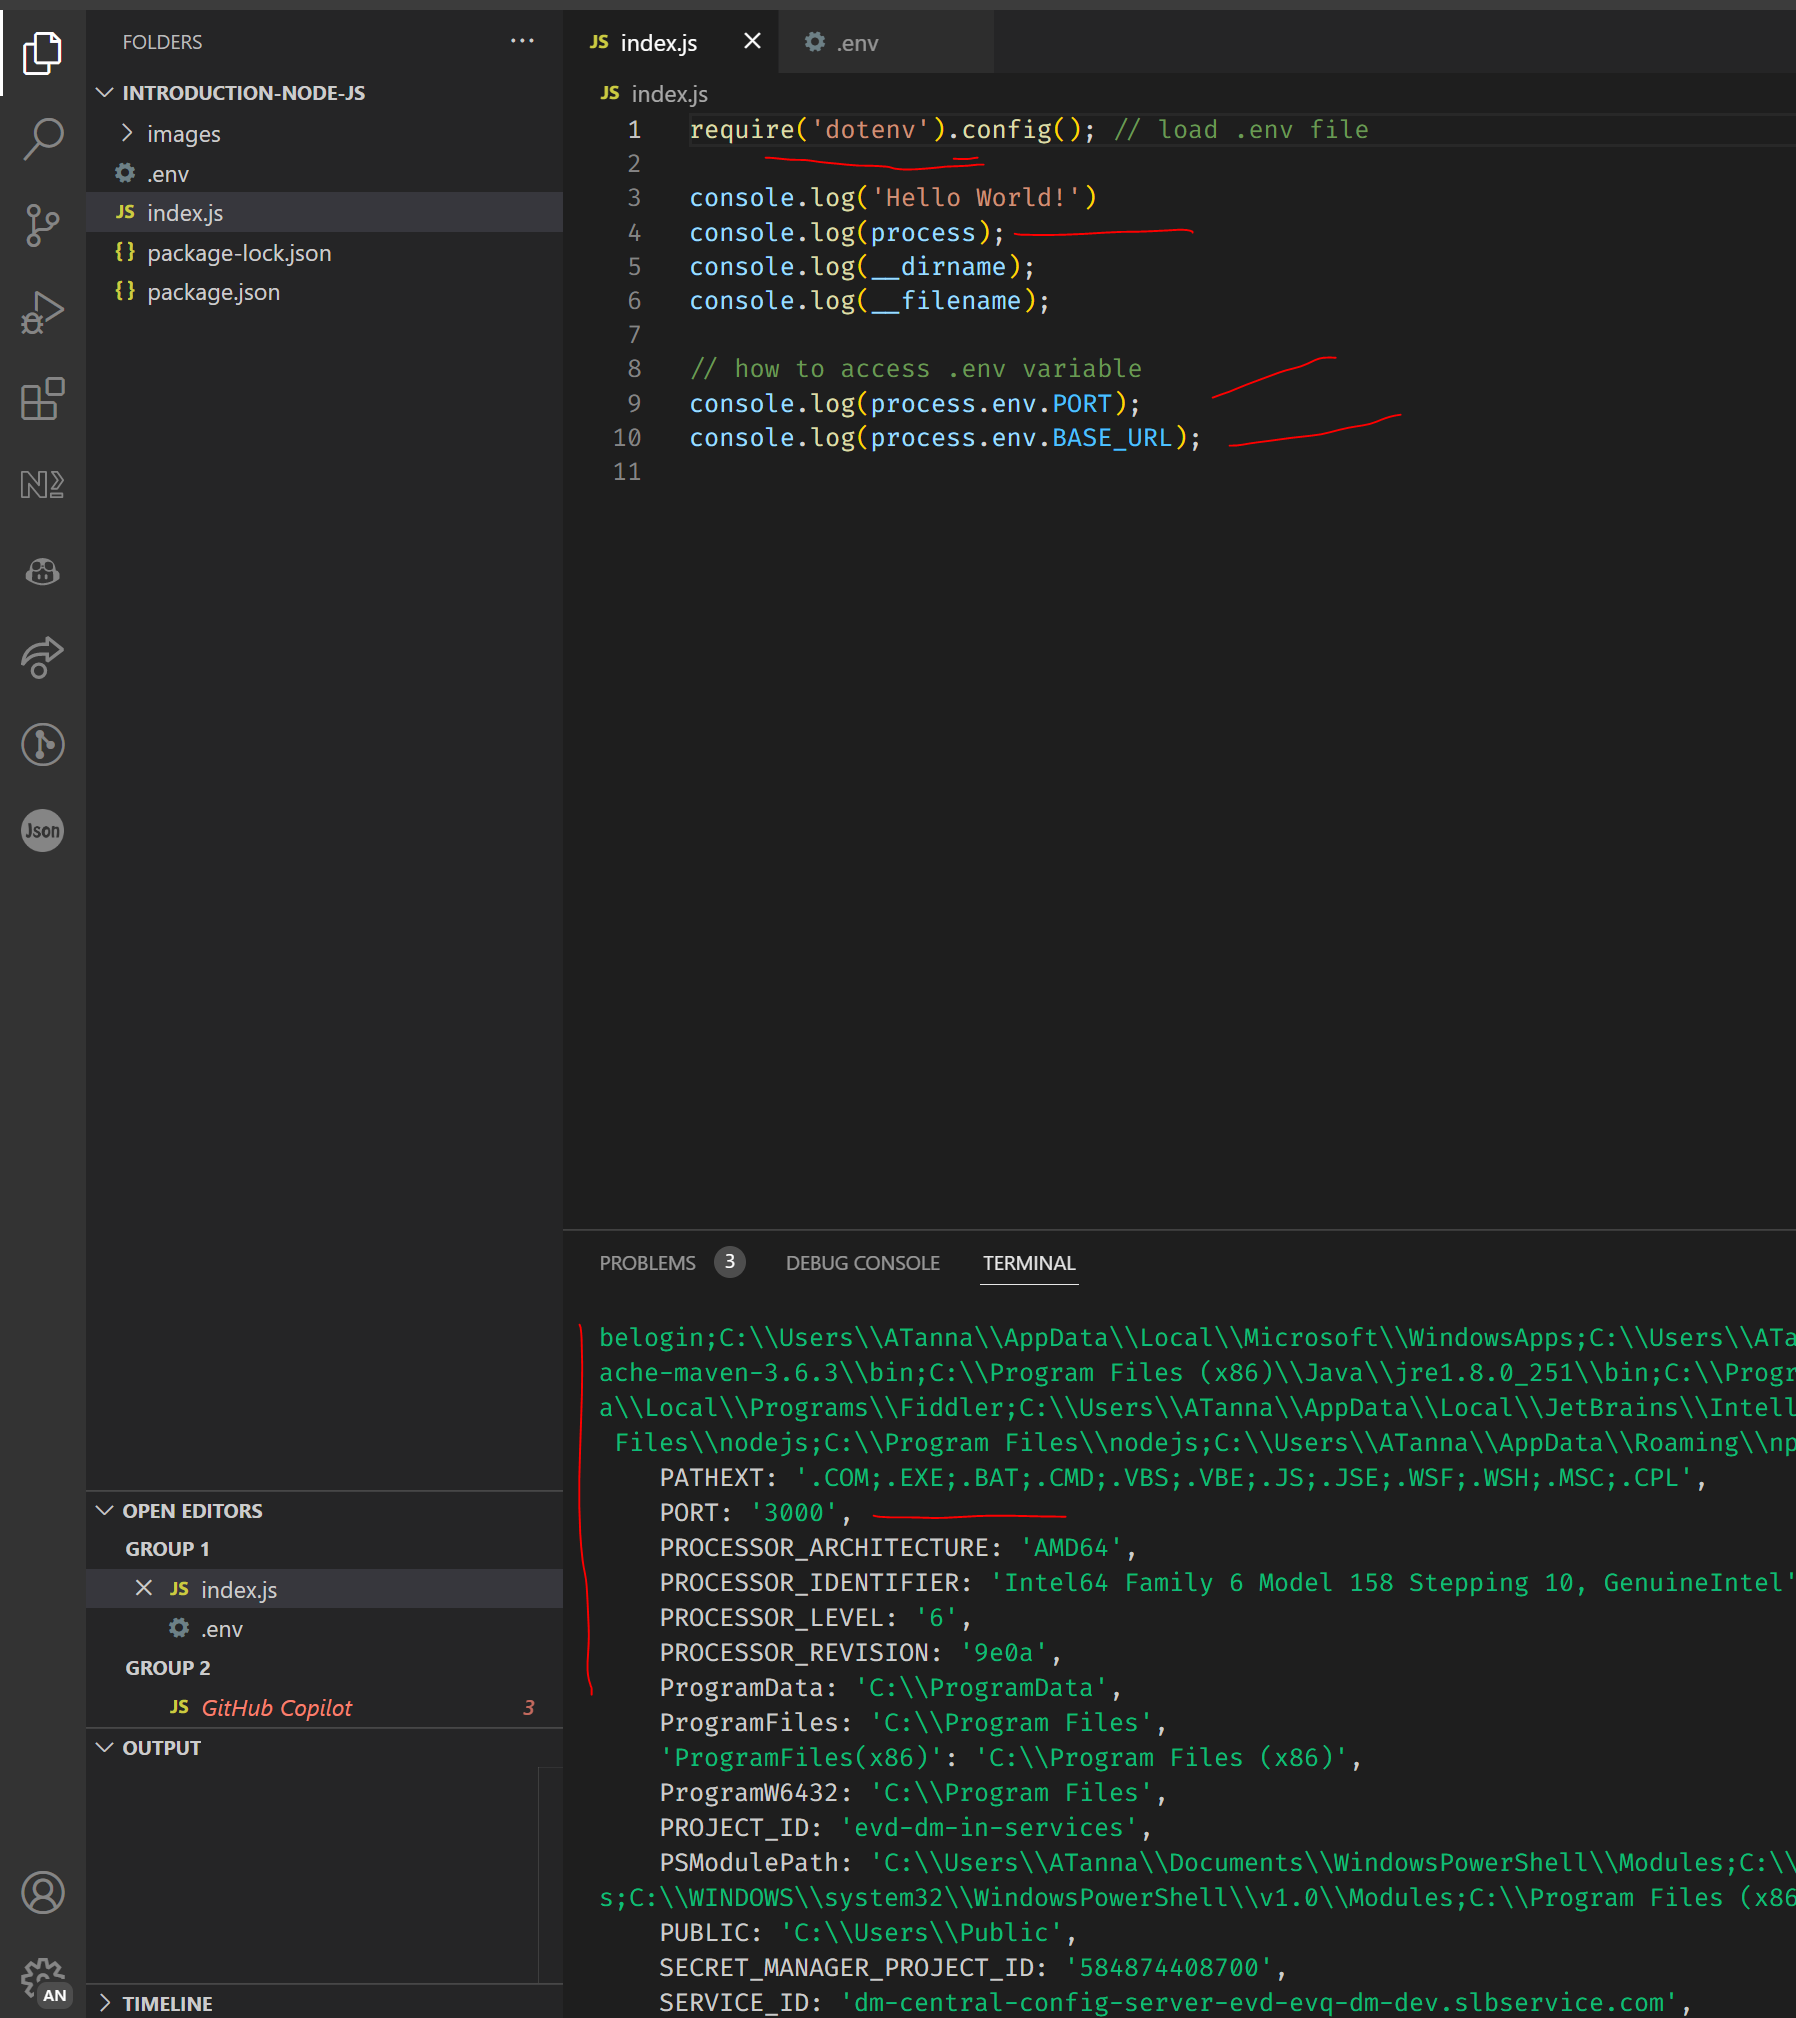 FOLDERS
INTRODUCTION-NODE-JS
images
.env
JS index.js
{} package-lock.json
{} package.json
Json
JS index.js
.env
JS index.js
1 require('dotenv').config(); // load .env file
2
3 console.log('Hello World!')
4 console.log(process);
5 console.log(__dirname);
6 console.log(__filename);
7
8 // how to access .env variable
9 console.log(process.env.PORT);
10 console.log(process.env.BASE_URL);
11
PROBLEMS 3 DEBUG CONSOLE TERMINAL
belogin;C:\\Users\\ATanna\\AppData\\Local\\Microsoft\\WindowsApps;C:\\Users\\ATa
ache-maven-3.6.3\\bin;C:\\Program Files (x86)\\Java\\jre1.8.0_251\\bin;C:\\Progr
a\\Local\\Programs\\Fiddler;C:\\Users\\ATanna\\AppData\\Local\\JetBrains\\Intell
Files\\nodejs;C:\\Program Files\\nodejs;C:\\Users\\ATanna\\AppData\\Roaming\\np
PATHEXT: '.COM;.EXE;.BAT;.CMD;.VBS;.VBE;.JS;.JSE;.WSF;.WSH;.MSC;.CPL',
PORT: '3000',
PROCESSOR_ARCHITECTURE: 'AMD64',
PROCESSOR_IDENTIFIER: 'Intel64 Family 6 Model 158 Stepping 10, GenuineIntel'
PROCESSOR_LEVEL: '6',
PROCESSOR_REVISION: '9e0a',
ProgramData: 'C:\\ProgramData',
ProgramFiles: 'C:\\Program Files',
'ProgramFiles(x86)': 'C:\\Program Files (x86)',
ProgramW6432: 'C:\\Program Files',
PROJECT_ID: 'evd-dm-in-services',
PSModulePath: 'C:\\Users\\ATanna\\Documents\\WindowsPowerShell\\Modules;C:\\
s;C:\\WINDOWS\\system32\\WindowsPowerShell\\v1.0\\Modules;C:\\Program Files (x86
PUBLIC: 'C:\\Users\\Public',
SECRET_MANAGER_PROJECT_ID: '584874408700',
SERVICE_ID: 'dm-central-config-server-evd-evq-dm-dev.slbservice.com',
OPEN EDITORS
GROUP 1
JS index.js
.env
GROUP 2
JS GitHub Copilot 3
OUTPUT
TIMELINE
AN